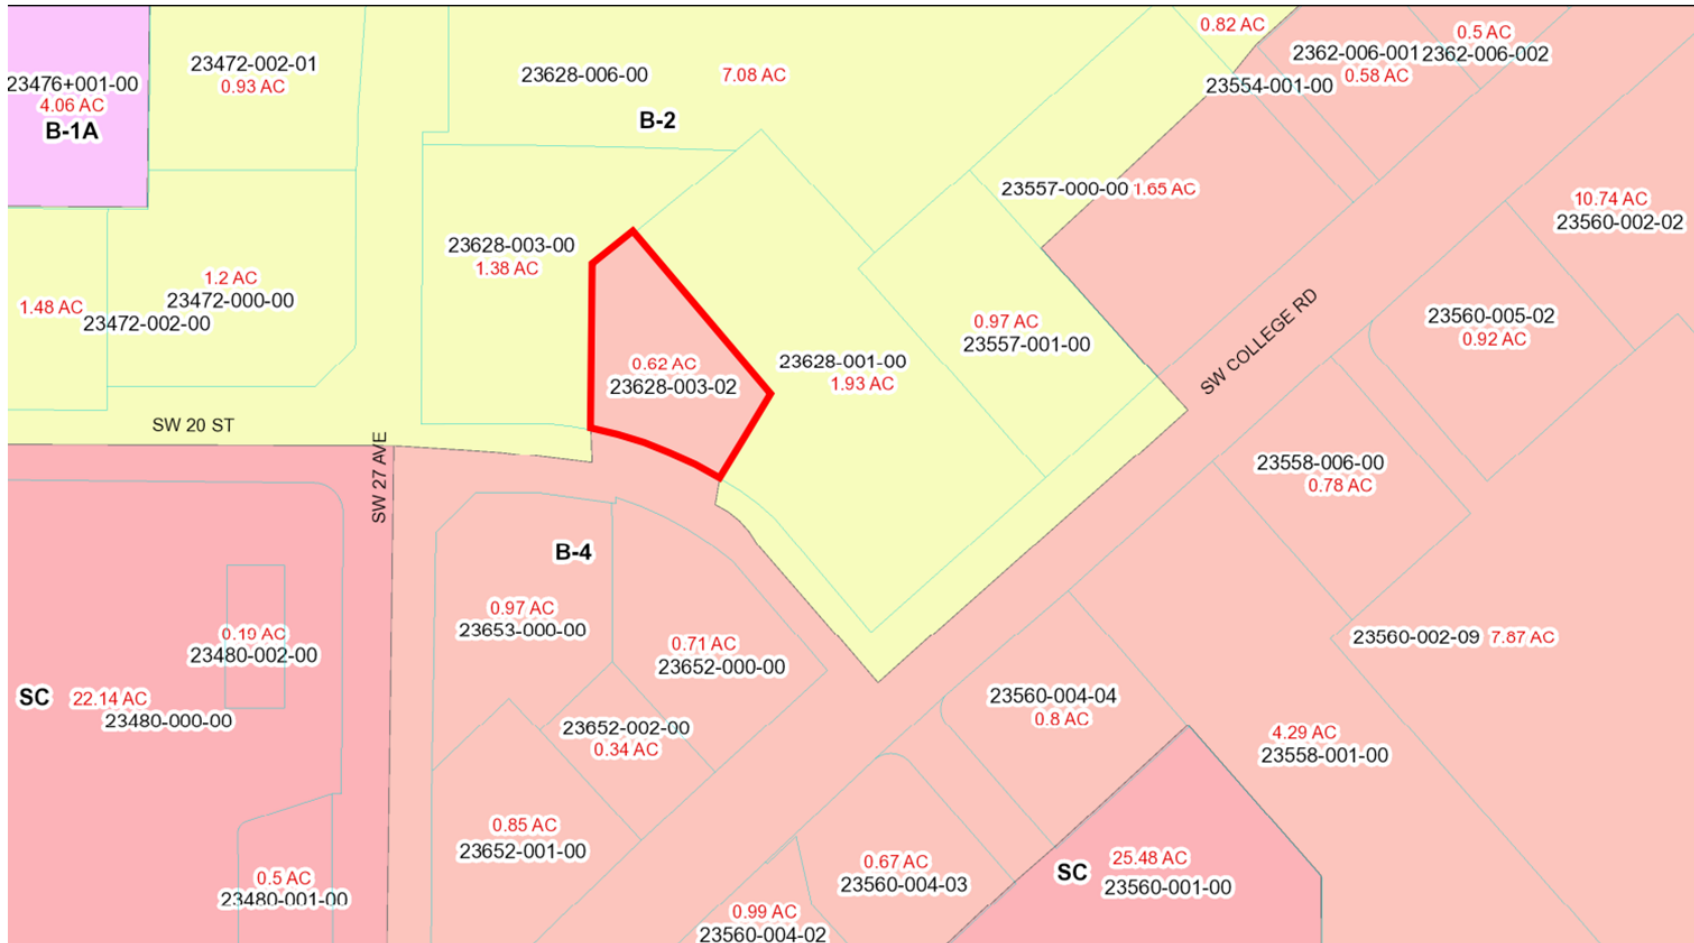 0.82 AC
0.5 AC
2362-006-001
2362-006-002
0.58 AC
23472-002-01
0.93 AC
23628-006-00
7.08 AC
23476+001-00
4.06 AC
B-1A
23554-001-00
B-2
23557-000-00
1.65 AC
10.74 AC
23560-002-02
23628-003-00
1.38 AC
1.2 AC
23472-000-00
1.48 AC
23472-002-00
0.97 AC
23557-001-00
23560-005-02
0.92 AC
SW COLLEGE RD
0.62 AC
23628-003-02
23628-001-00
1.93 AC
SW 20 ST
SW 27 AVE
23558-006-00
0.78 AC
B-4
0.97 AC
23653-000-00
0.71 AC
23652-000-00
0.19 AC
23480-002-00
23560-002-09
7.87 AC
SC
22.14 AC
23480-000-00
23652-002-00
0.34 AC
23560-004-04
0.8 AC
4.29 AC
23558-001-00
0.85 AC
23652-001-00
0.67 AC
23560-004-03
SC
25.48 AC
23560-001-00
0.5 AC
23480-001-00
0.99 AC
23560-004-02